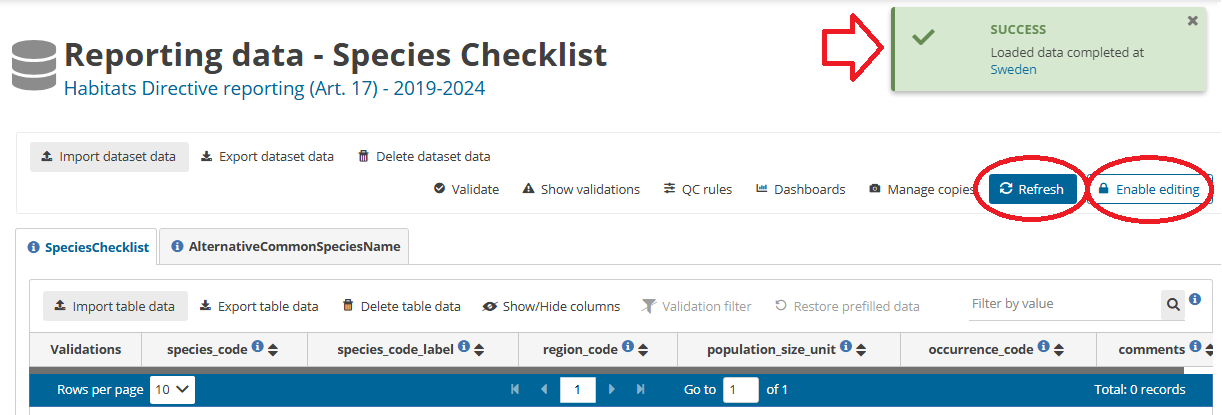 SUCCESS
Loaded data completed at
Sweden
Reporting data - Species Checklist
Habitats Directive reporting (Art. 17) - 2019-2024
Import dataset data Export dataset data Delete dataset data
Validate Show validations QC rules Dashboards Manage copies Refresh Enable editing
SpeciesChecklist AlternativeCommonSpeciesName
Import table data Export table data Delete table data Show/Hide columns Validation filter Restore prefilled data Filter by value
Validations species_code species_code_label region_code population_size_unit occurrence_code comments
Rows per page 10 1 Go to 1 of 1 Total: 0 records